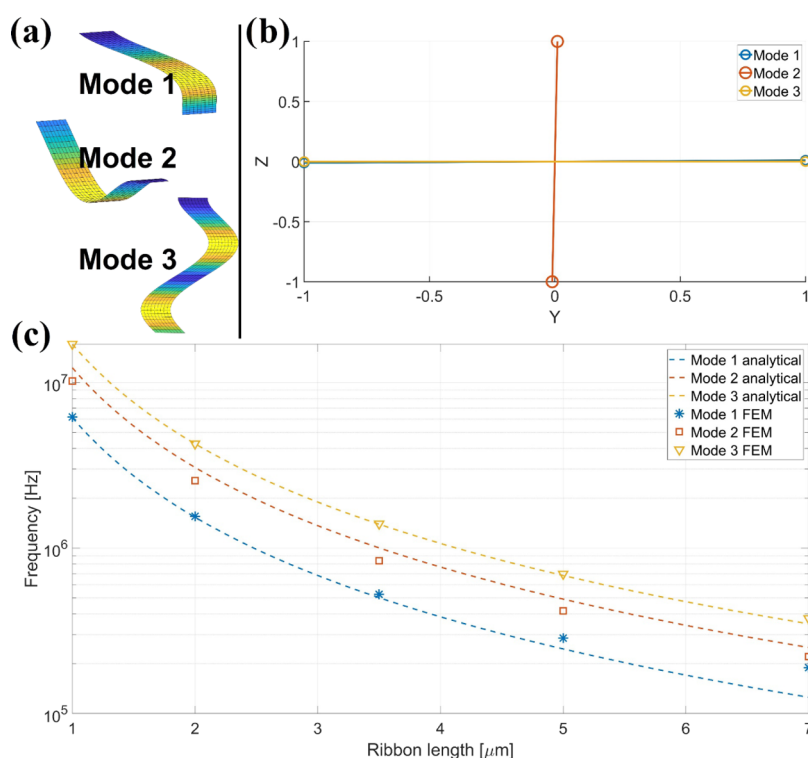 (a)
Mode 1
Mode 2
Mode 3
(b)
1
0.5
0
-0.5
-1
Z
-1
-0.5
0
0.5
1
Y
Mode 1
Mode 2
Mode 3
(c)
10^7
10^6
10^5
Frequency [Hz]
1
2
3
4
5
6
7
Ribbon length [μm]
Mode 1 analytical
Mode 2 analytical
Mode 3 analytical
Mode 1 FEM
Mode 2 FEM
Mode 3 FEM